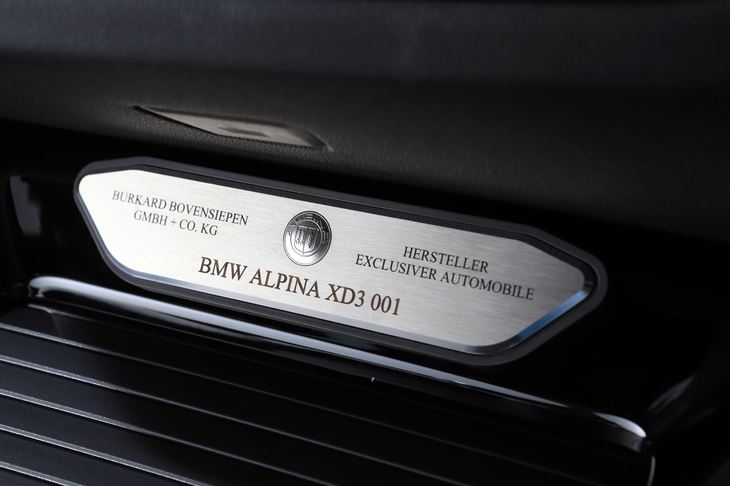 BURKARD BOVENSIEPEN
GMBH + CO. KG
HERSTELLER
EXCLUSIVER AUTOMOBILE
BMW ALPINA XD3 001